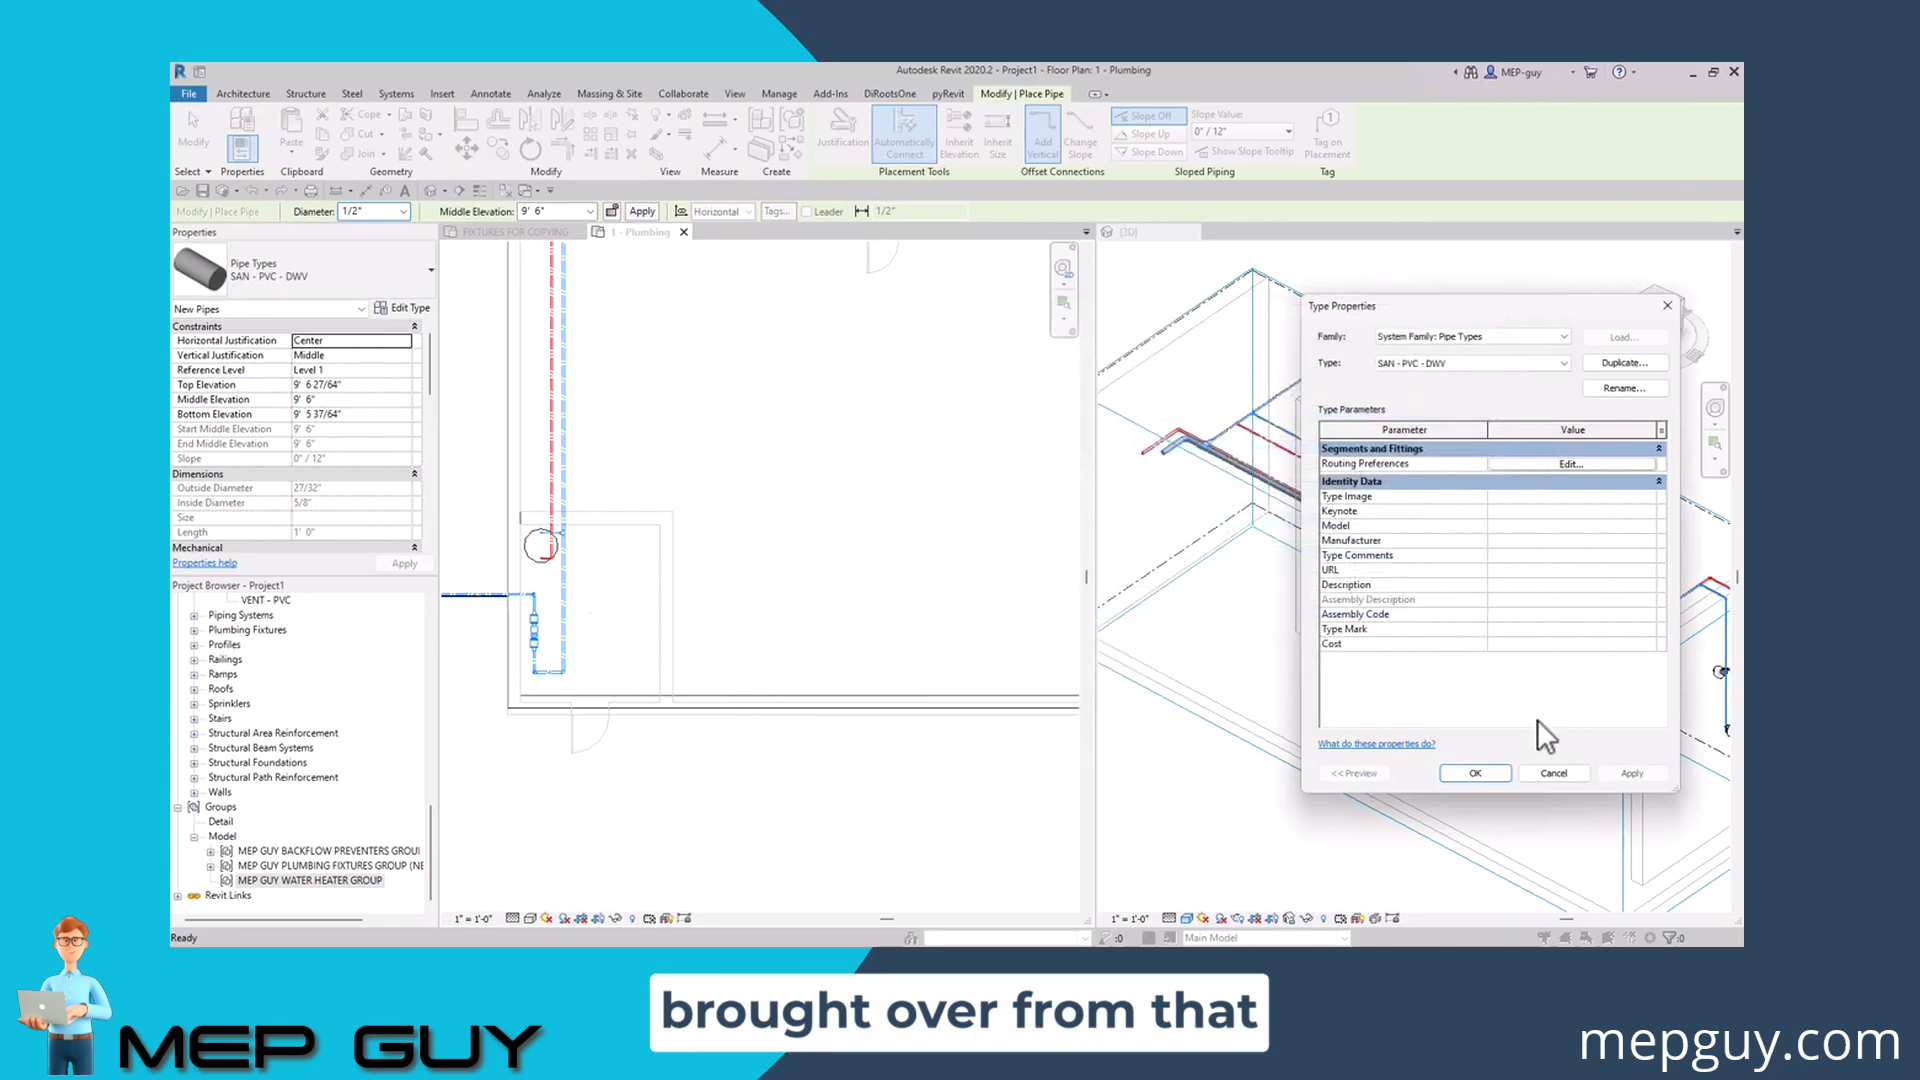 Autodesk Revit 2020.2 - Project1 - Floor Plan: 1 - Plumbing
MEP-guy
File Architecture Structure Steel Systems Insert Annotate Analyze Massing & Site Collaborate View Manage Add-Ins DiRootsOne pyRevit Modify | Place Pipe
Modify
Paste
Cope
Cut
Join
Justification
Automatically
Connect
Inherit
Elevation
Inherit
Size
Add
Vertical
Change
Slope
Slope Off
Slope Up
Slope Down
Slope Value:
0" / 12"
Show Slope Tooltip
Tag on
Placement
Select Properties Clipboard Geometry Modify View Measure Create Placement Tools Offset Connections Sloped Piping Tag
Modify | Place Pipe Diameter: 1/2" Middle Elevation: 9' 6" Apply Horizontal Tags... Leader 1/2"
Properties
FIXTURES FOR COPYING
1 - Plumbing
{3D}
Pipe Types
SAN - PVC - DWV
New Pipes Edit Type
Constraints
Horizontal Justification Center
Vertical Justification Middle
Reference Level Level 1
Top Elevation 9' 6 27/64"
Middle Elevation 9' 6"
Bottom Elevation 9' 5 37/64"
Start Middle Elevation 9' 6"
End Middle Elevation 9' 6"
Slope 0" / 12"
Dimensions
Outside Diameter 27/32"
Inside Diameter 5/8"
Size
Length 1' 0"
Mechanical
Properties help Apply
Project Browser - Project1
VENT - PVC
Piping Systems
Plumbing Fixtures
Profiles
Railings
Ramps
Roofs
Sprinklers
Stairs
Structural Area Reinforcement
Structural Beam Systems
Structural Foundations
Structural Path Reinforcement
Walls
Groups
Detail
Model
MEP GUY BACKFLOW PREVENTERS GROU
MEP GUY PLUMBING FIXTURES GROUP (NE
MEP GUY WATER HEATER GROUP
Revit Links
Type Properties
Family: System Family: Pipe Types Load...
Type: SAN - PVC - DWV Duplicate...
Rename...
Type Parameters
Parameter Value
Segments and Fittings
Routing Preferences Edit...
Identity Data
Type Image
Keynote
Model
Manufacturer
Type Comments
URL
Description
Assembly Description
Assembly Code
Type Mark
Cost
What do these properties do?
<< Preview OK Cancel Apply
1" = 1'-0"
1" = 1'-0"
Ready
:0
Main Model
:0
brought over from that
MEP GUY
mepguy.com